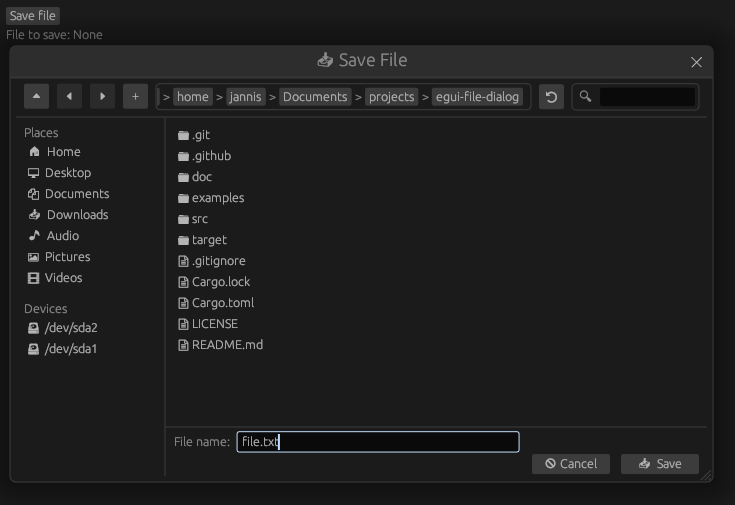 Save file
File to save: None
Save File
> home > jannis > Documents > projects > egui-file-dialog
Places
Home
Desktop
Documents
Downloads
Audio
Pictures
Videos
Devices
/dev/sda2
/dev/sda1
.git
.github
doc
examples
src
target
.gitignore
Cargo.lock
Cargo.toml
LICENSE
README.md
File name: file.txt
Cancel Save